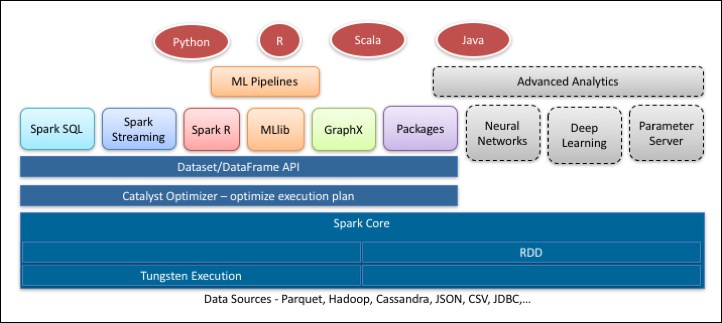 Python
R
Scala
Java
ML Pipelines
Advanced Analytics
Spark SQL
Spark
Streaming
Spark R
MLlib
GraphX
Packages
Neural
Networks
Deep
Learning
Parameter
Server
Dataset/DataFrame API
Catalyst Optimizer – optimize execution plan
Spark Core
RDD
Tungsten Execution
Data Sources - Parquet, Hadoop, Cassandra, JSON, CSV, JDBC,...